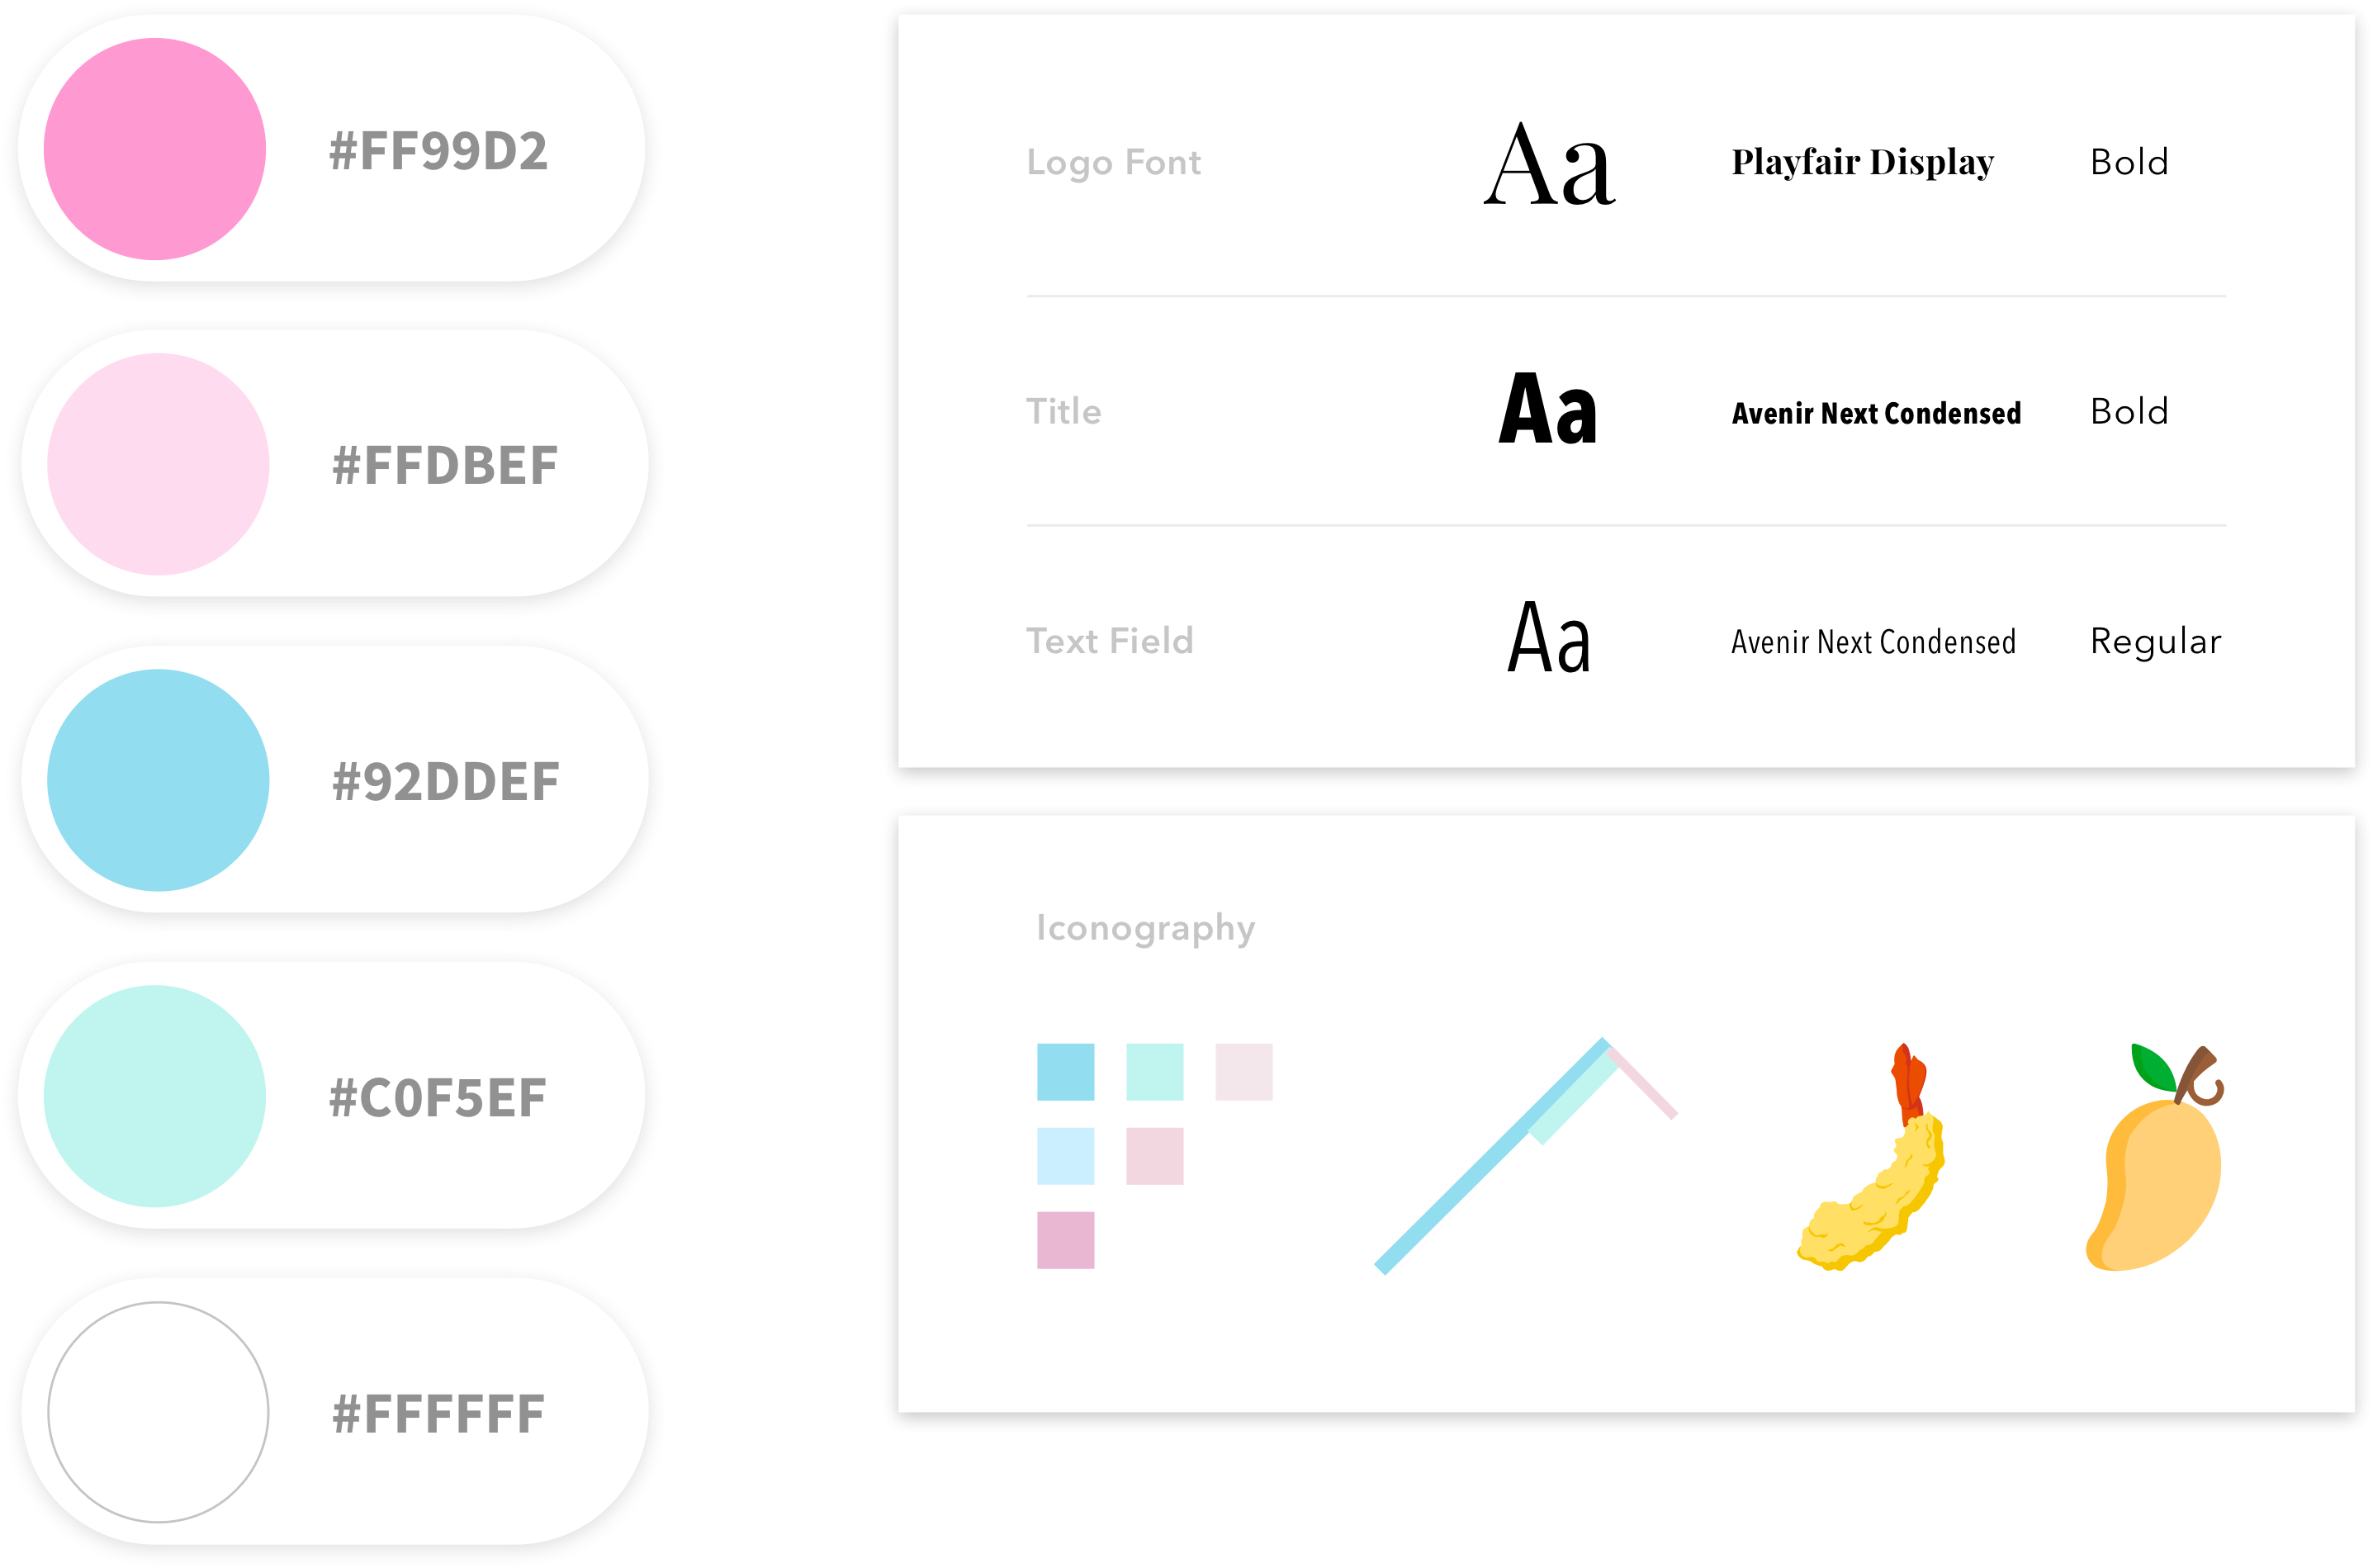 #FF99D2
#FFDBEF
#92DDEF
#C0F5EF
#FFFFFF
Logo Font Aa Playfair Display Bold
Title Aa Avenir Next Condensed Bold
Text Field Aa Avenir Next Condensed Regular
Iconography